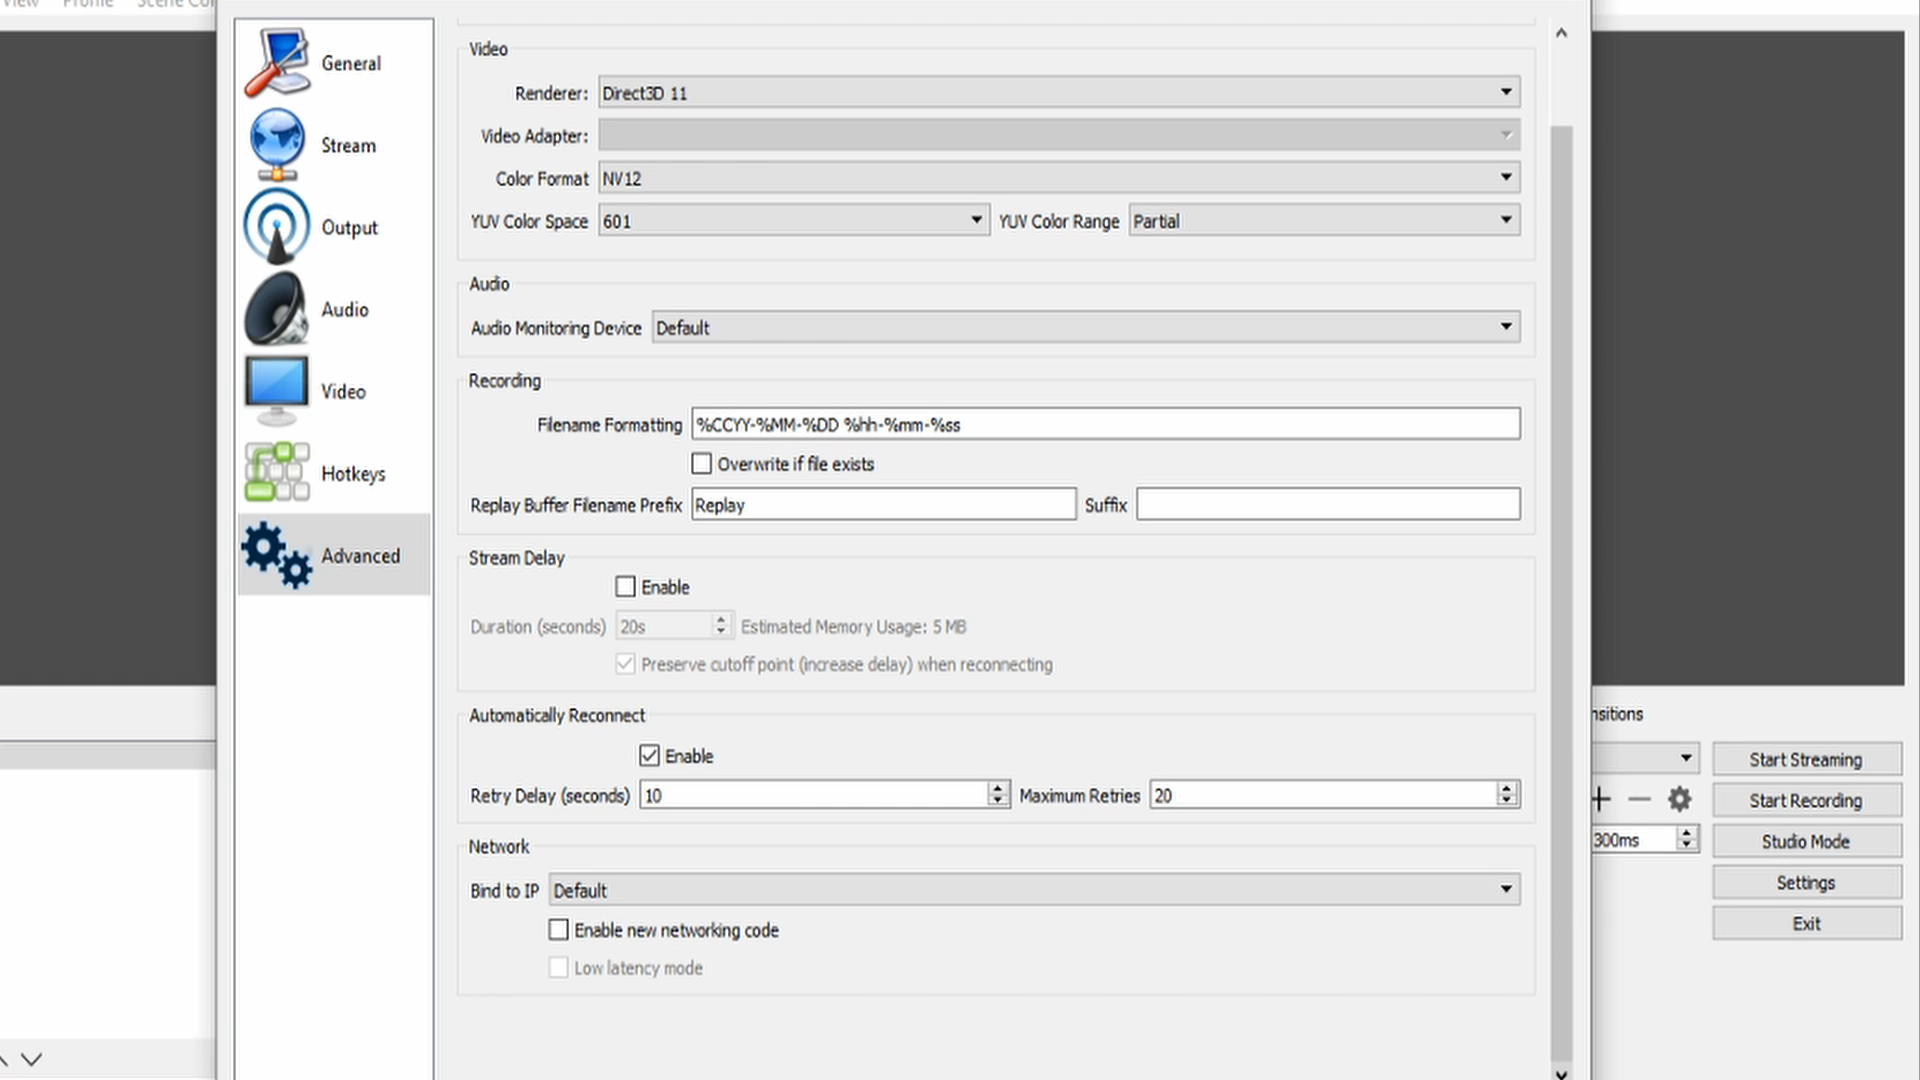 View Profile
General
Stream
Output
Audio
Video
Hotkeys
Advanced
Video
Renderer: Direct3D 11
Video Adapter:
Color Format NV12
YUV Color Space 601 YUV Color Range Partial
Audio
Audio Monitoring Device Default
Recording
Filename Formatting %CCYY-%MM-%DD %hh-%mm-%ss
Overwrite if file exists
Replay Buffer Filename Prefix Replay Suffix
Stream Delay
Enable
Duration (seconds) 20s Estimated Memory Usage: 5 MB
Preserve cutoff point (increase delay) when reconnecting
Automatically Reconnect
Enable
Retry Delay (seconds) 10 Maximum Retries 20
Network
Bind to IP Default
Enable new networking code
Low latency mode
nsitions
Start Streaming
Start Recording
300ms
Studio Mode
Settings
Exit